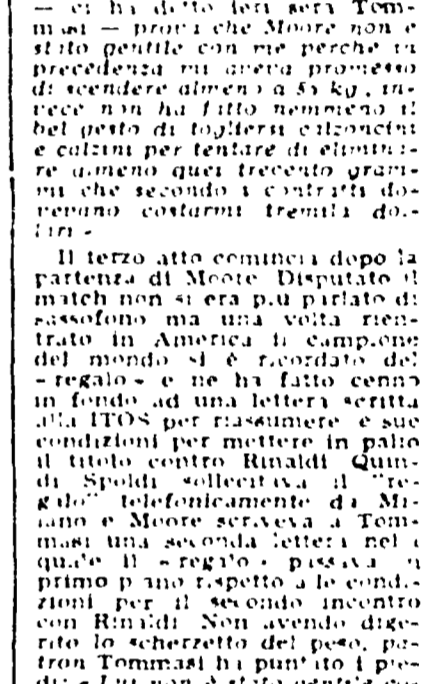 — ci ha detto ieri sera Tom-
masi — prova che Moore non è
stato gentile con me perchè in
precedenza mi aveva promesso
di scendere almeno a kg, in-
vece non ha fatto nemmeno il
bel gesto di togliersi calzoncini
e calzini per tentare di elimina-
re almeno quei trecento gram-
mi che secondo i contratti do-
vevano costarmi tremila dol-
lari -
Il terzo atto comincia dopo la
partenza di Moore Disputato il
match non si era più parlato di
sassofono ma una volta rien-
trato in America il campione
del mondo si è ricordato del
- regalo - e ne ha fatto cenno
in fondo ad una lettera scritta
alla ITOS per riassumere e sue
condizioni per mettere in palio
il titolo contro Rinaldi Quin-
di Spoldi sollecitava il "re-
galo" telefonicamente da Mi-
lano e Moore scriveva a Tom-
masi una seconda lettera nel a
quale il - regalo - passava in
primo piano rispetto a le condi-
zioni per il secondo incontro
con Rinaldi Non avendo dige-
rito lo scherzetto del peso, pa-
tron Tommasi ha puntato i pie-
di: - Lui non è stato gentile